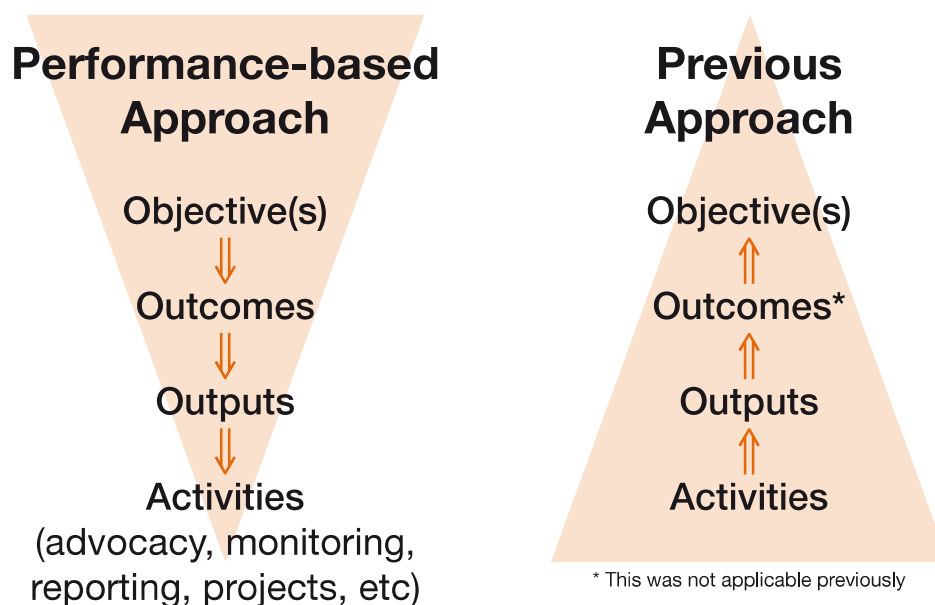 Performance-based
Approach
Objective(s)
Outcomes
Outputs
Activities
(advocacy, monitoring,
reporting, projects, etc)
Previous
Approach
Objective(s)
Outcomes*
Outputs
Activities
* This was not applicable previously